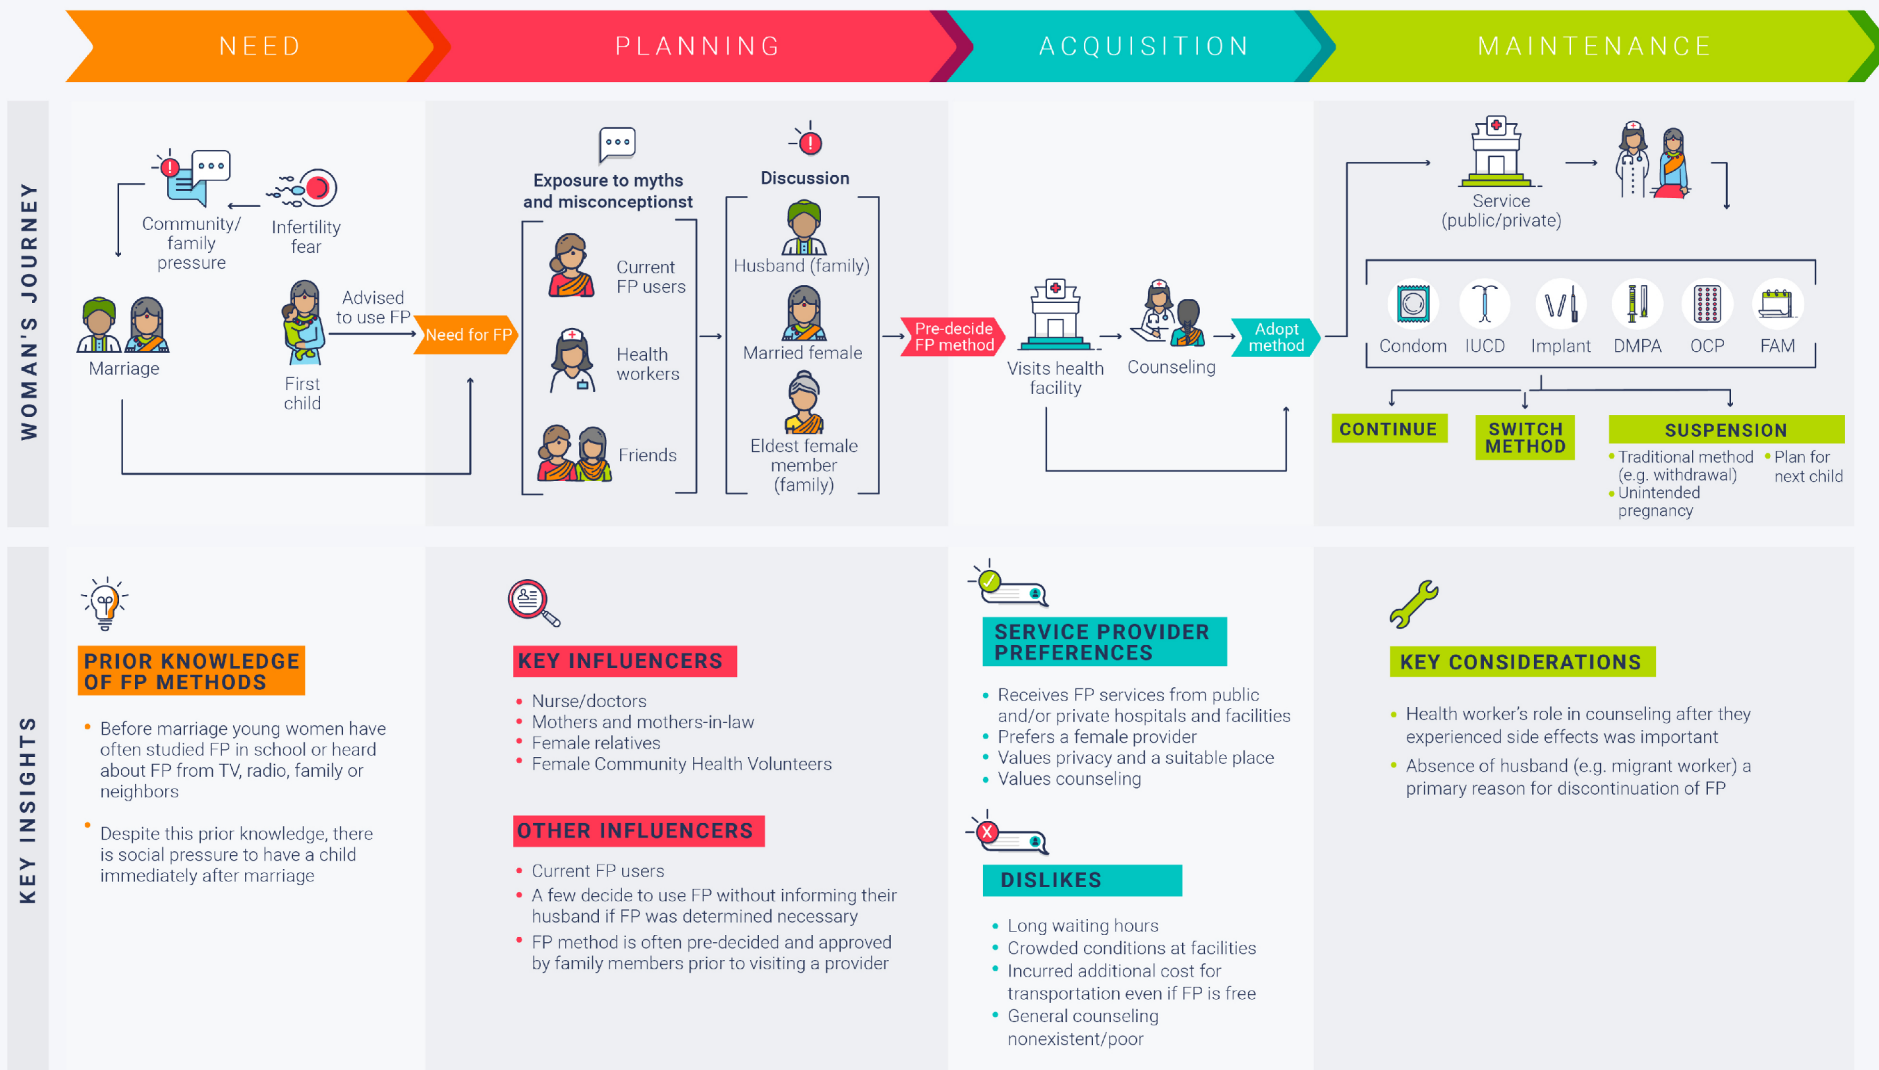 NEED
PLANNING
ACQUISITION
MAINTENANCE
WOMAN'S JOURNEY
Community/
family
pressure
Infertility
fear
Marriage
First
child
Advised
to use FP
Need for FP
Exposure to myths
and misconceptionst
Current
FP users
Health
workers
Friends
Discussion
Husband (family)
Married female
Eldest female
member
(family)
Pre-decide
FP method
Visits health
facility
Counseling
Adopt
method
Service
(public/private)
Condom
IUCD
Implant
DMPA
OCP
FAM
CONTINUE
SWITCH
METHOD
SUSPENSION
• Traditional method
(e.g. withdrawal)
• Unintended
pregnancy
• Plan for
next child
KEY INSIGHTS
PRIOR KNOWLEDGE
OF FP METHODS
• Before marriage young women have
often studied FP in school or heard
about FP from TV, radio, family or
neighbors
• Despite this prior knowledge, there
is social pressure to have a child
immediately after marriage
KEY INFLUENCERS
• Nurse/doctors
• Mothers and mothers-in-law
• Female relatives
• Female Community Health Volunteers
OTHER INFLUENCERS
• Current FP users
• A few decide to use FP without informing their
husband if FP was determined necessary
• FP method is often pre-decided and approved
by family members prior to visiting a provider
SERVICE PROVIDER
PREFERENCES
• Receives FP services from public
and/or private hospitals and facilities
• Prefers a female provider
• Values privacy and a suitable place
• Values counseling
X
DISLIKES
• Long waiting hours
• Crowded conditions at facilities
• Incurred additional cost for
transportation even if FP is free
• General counseling
nonexistent/poor
KEY CONSIDERATIONS
• Health worker's role in counseling after they
experienced side effects was important
• Absence of husband (e.g. migrant worker) a
primary reason for discontinuation of FP